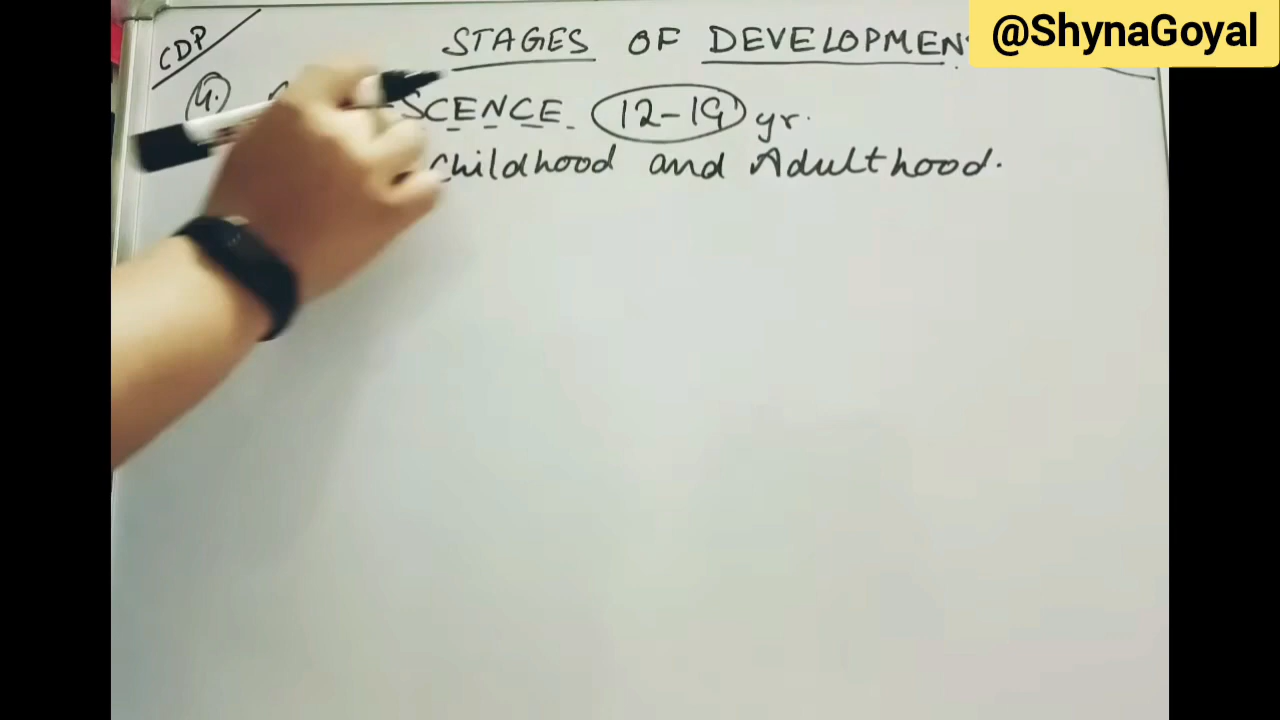 @ShynaGoyal
CDP
STAGES OF DEVELOPMEN
4. SCENCE 12-19 yr.
Childhood and Adulthood.